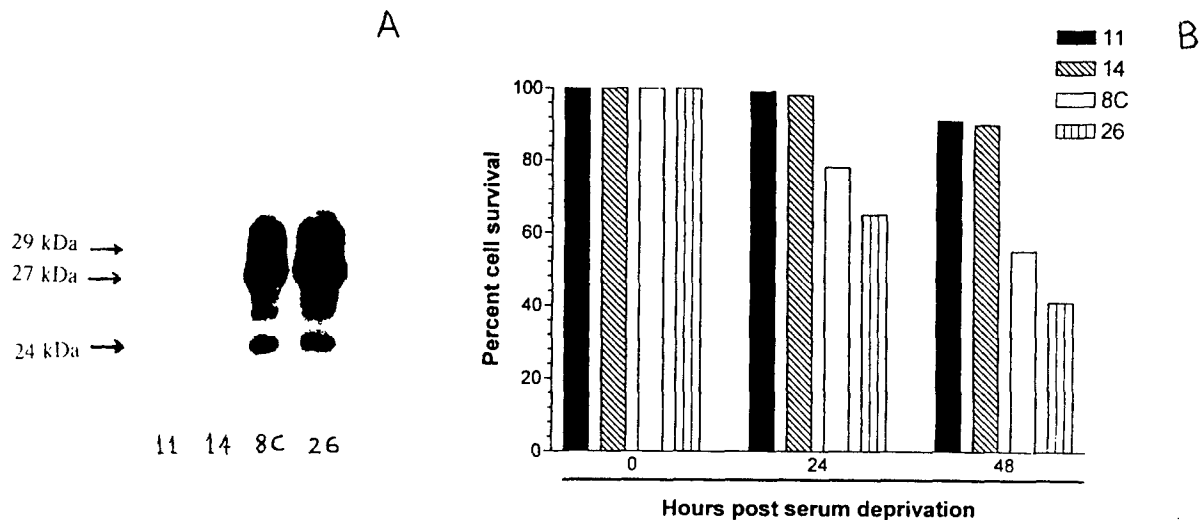 A
29 kDa
27 kDa
24 kDa
11 14 8C 26
B
11
14
8C
26
Percent cell survival
100
80
60
40
20
0
0 24 48
Hours post serum deprivation